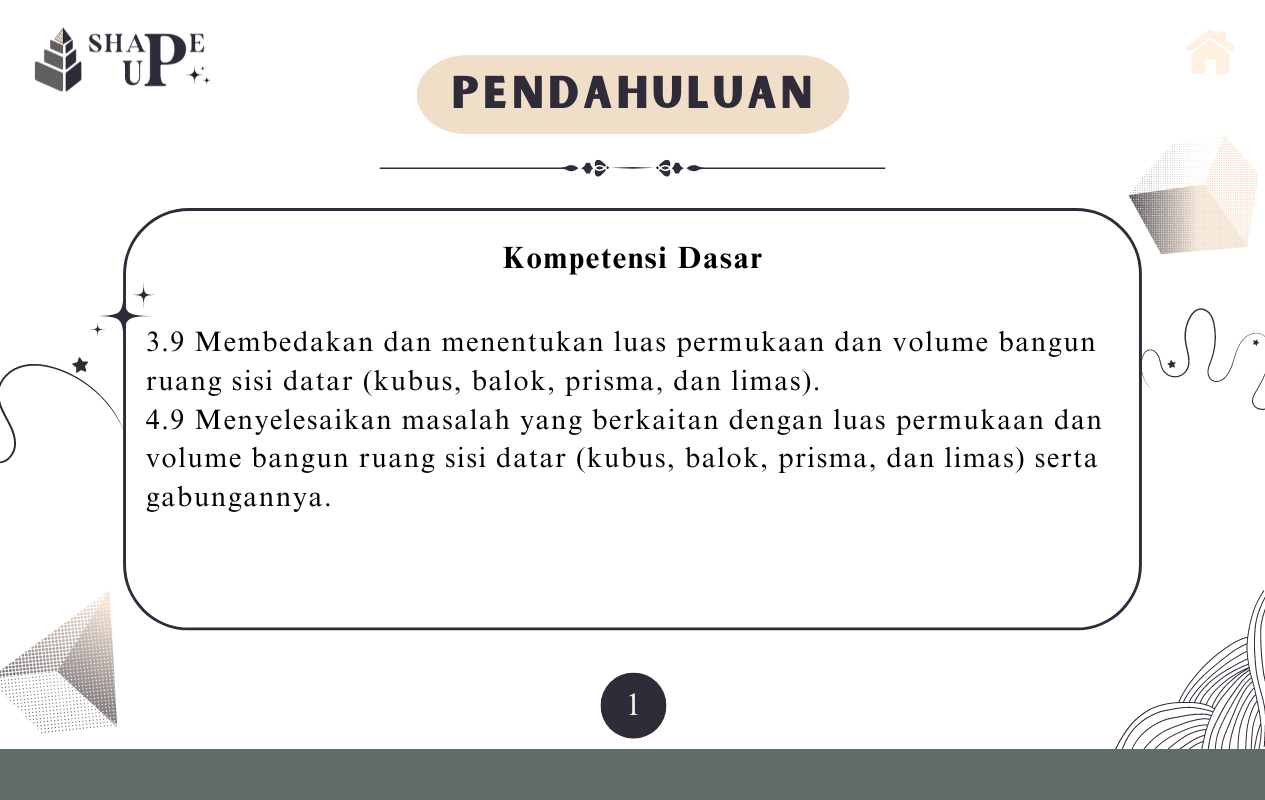 SHAPE
UP
PENDAHULUAN
Kompetensi Dasar
3.9 Membedakan dan menentukan luas permukaan dan volume bangun
ruang sisi datar (kubus, balok, prisma, dan limas).
4.9 Menyelesaikan masalah yang berkaitan dengan luas permukaan dan
volume bangun ruang sisi datar (kubus, balok, prisma, dan limas) serta
gabungannya.
1